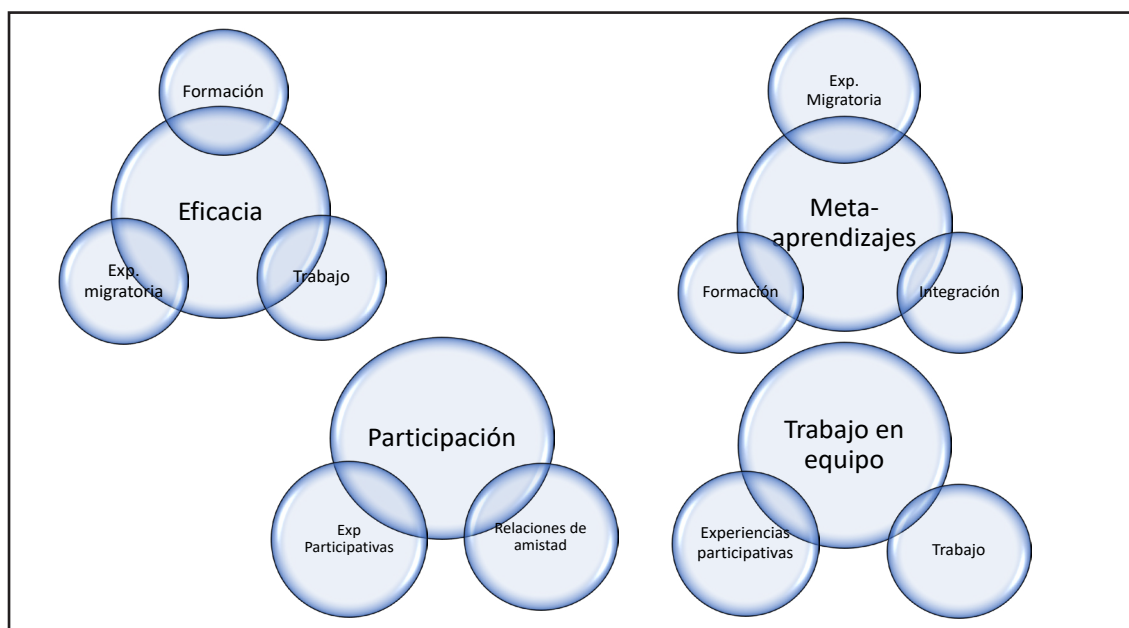 Formación
Eficacia
Exp.
migratoria
Trabajo
Exp.
Migratoria
Meta-
aprendizajes
Formación
Integración
Participación
Exp
Participativas
Relaciones de
amistad
Trabajo en
equipo
Experiencias
participativas
Trabajo